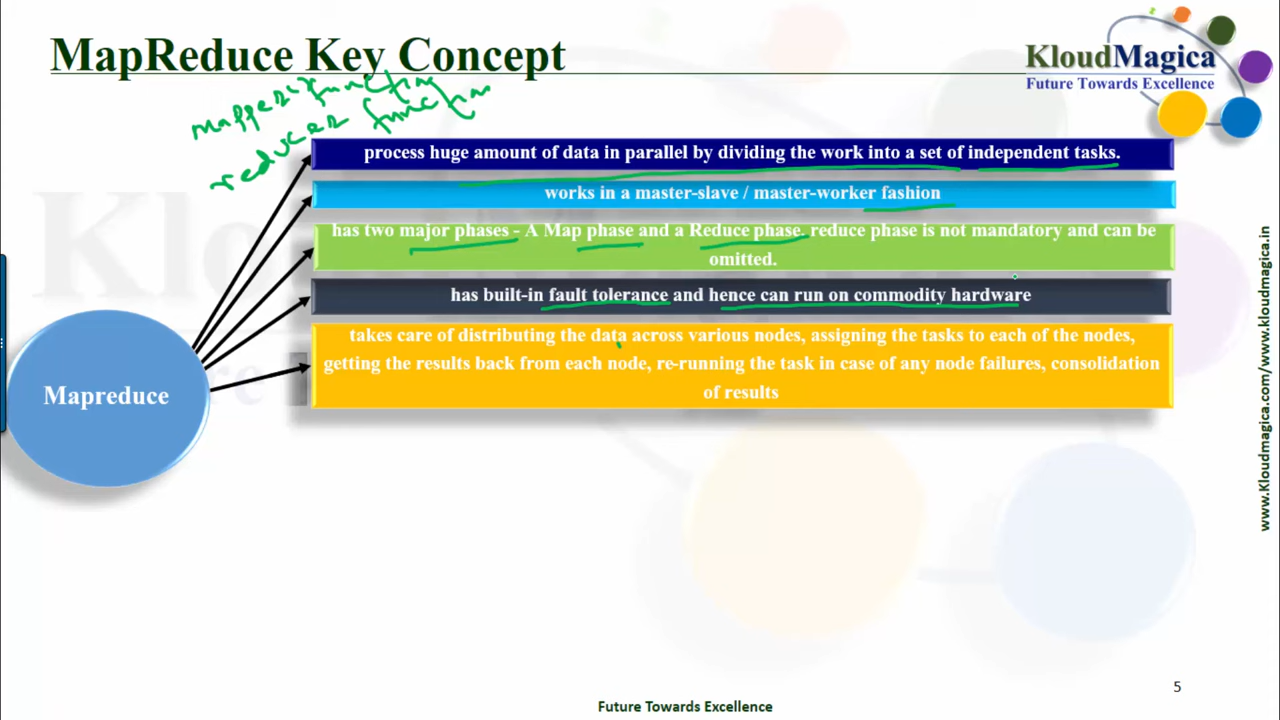 MapReduce Key Concept
KloudMagica
Future Towards Excellence
mapper function
reducer function
process huge amount of data in parallel by dividing the work into a set of independent tasks.
works in a master-slave / master-worker fashion
has two major phases - A Map phase and a Reduce phase. reduce phase is not mandatory and can be
omitted.
has built-in fault tolerance and hence can run on commodity hardware
takes care of distributing the data across various nodes, assigning the tasks to each of the nodes,
getting the results back from each node, re-running the task in case of any node failures, consolidation
of results
Mapreduce
www.Kloudmagica.com/www.kloudmagica.in
5
Future Towards Excellence